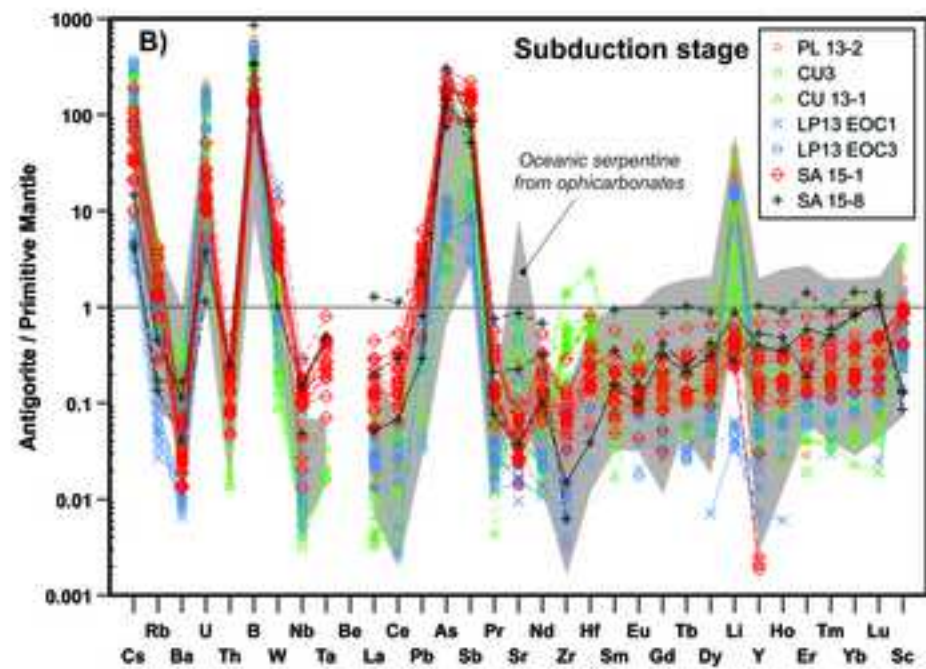 B)
Subduction stage
PL 13-2
CU3
CU 13-1
LP13 EOC1
LP13 EOC3
SA 15-1
SA 15-8
Oceanic serpentine
from ophicarbonates
Antigorite / Primitive Mantle
1000
100
10
1
0.1
0.01
0.001
Rb U B Nb Be Ce As Pr Nd Hf Eu Tb Li Ho Tm Lu
Cs Ba Th W Ta La Pb Sb Sr Zr Sm Gd Dy Y Er Yb Sc